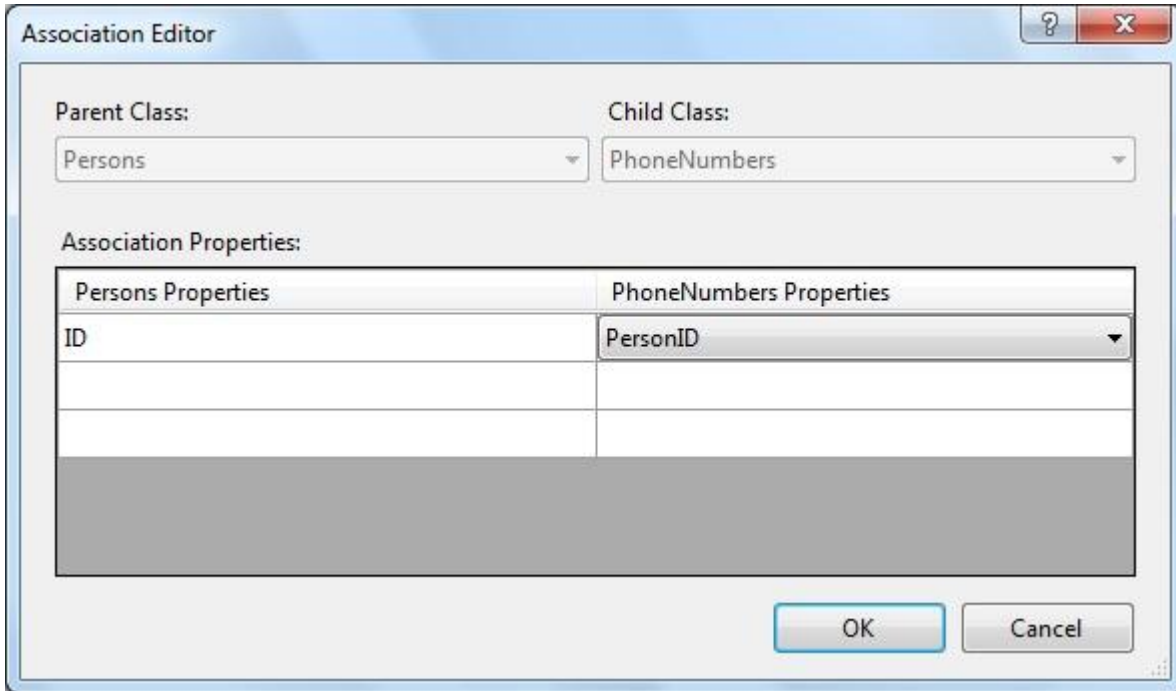 Association Editor
?
Parent Class:
Child Class:
Persons
PhoneNumbers
Association Properties:
Persons Properties
PhoneNumbers Properties
ID
PersonID
OK
Cancel